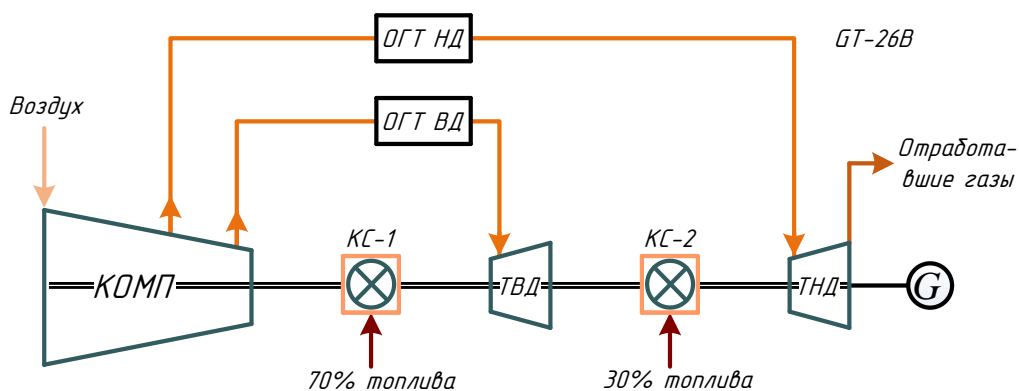 ОГТ НД
GT-26В
Воздух
ОГТ ВД
Отработа-
вшие газы
КС-1
КС-2
КОМП
ТВД
ТНД
G
70% топлива
30% топлива